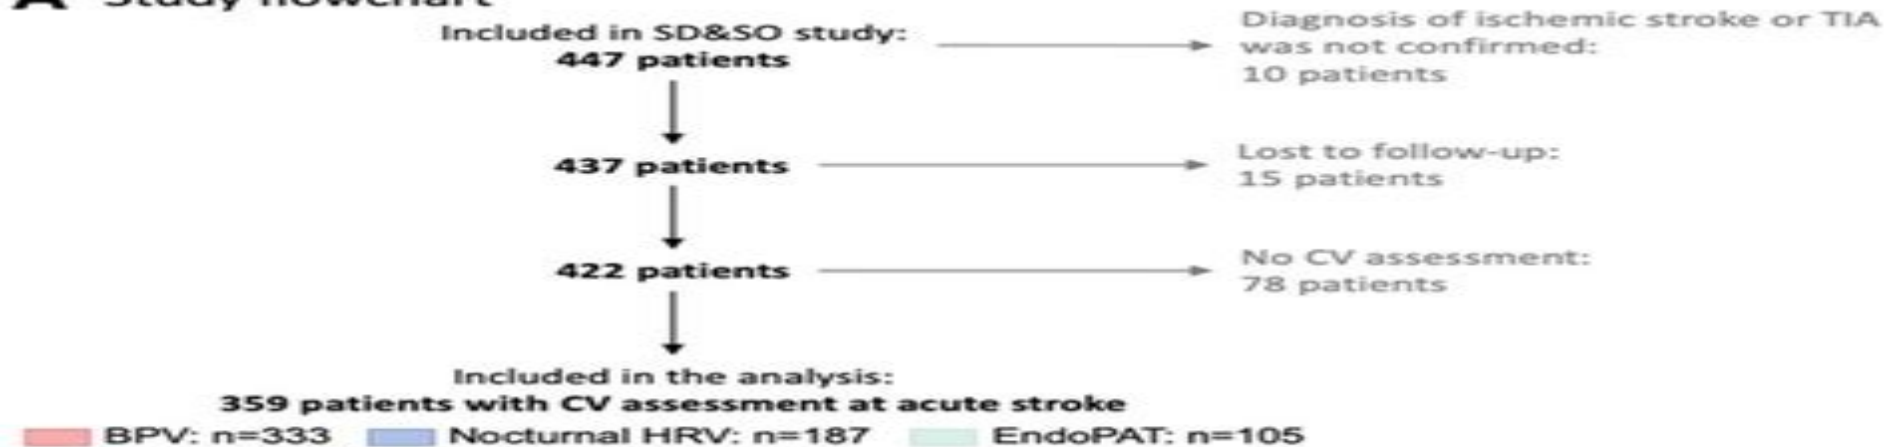 A Study flowchart
Included in SD&SO study:
447 patients
Diagnosis of ischemic stroke or TIA
was not confirmed:
10 patients
437 patients
Lost to follow-up:
15 patients
422 patients
No CV assessment:
78 patients
Included in the analysis:
359 patients with CV assessment at acute stroke
BPV: n=333 Nocturnal HRV: n=187 EndoPAT: n=105